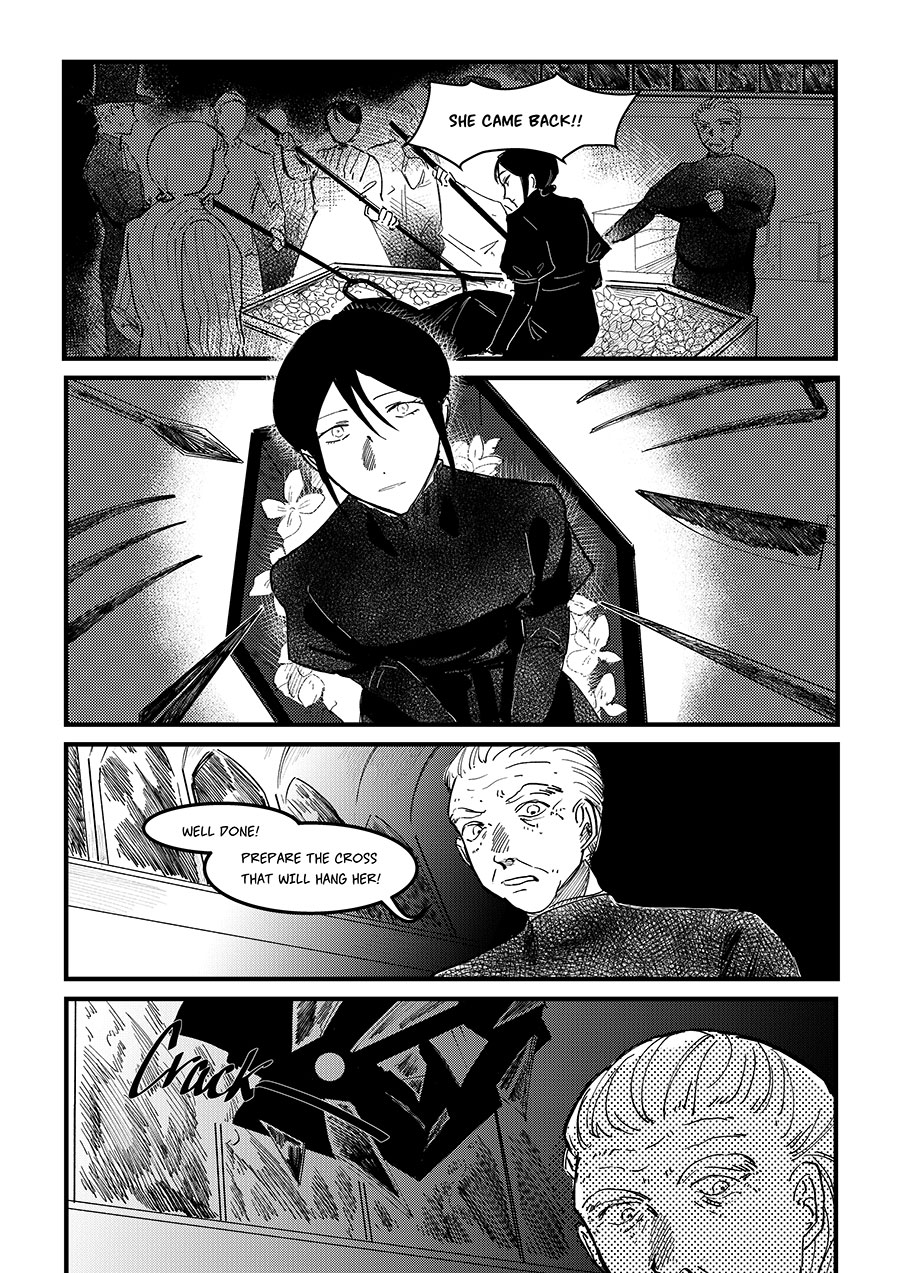 SHE CAME BACK!!
WELL DONE!
PREPARE THE CROSS
THAT WILL HANG HER!
Crack